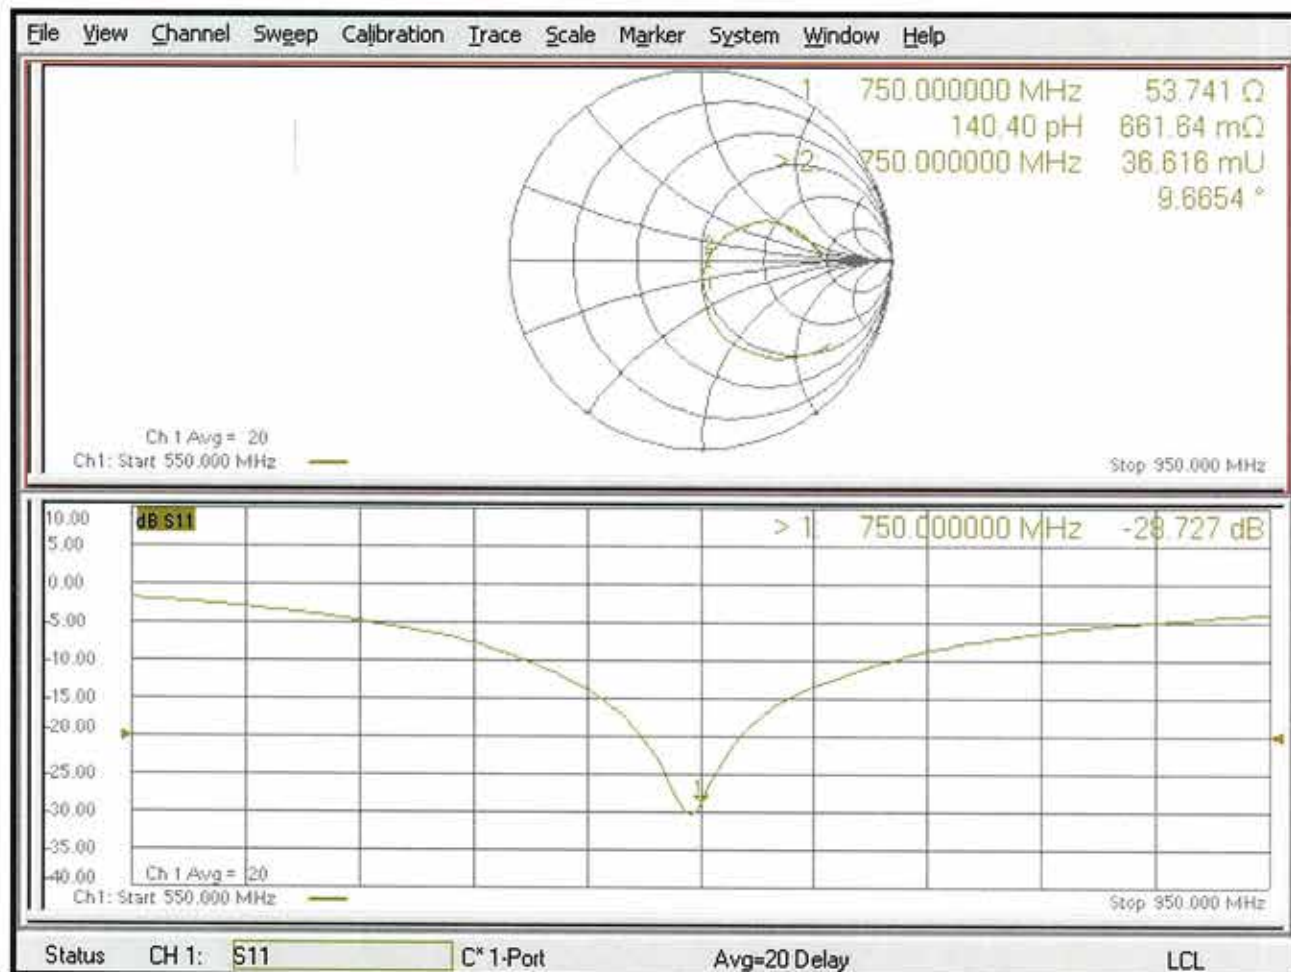 File View Channel Sweep Calibration Trace Scale Marker System Window Help
1 750.000000 MHz 53.741 Ω
140.40 pH 661.64 mΩ
> 2 750.000000 MHz 36.616 mU
9.6654 °
Ch 1 Avg = 20
Ch1: Start 550.000 MHz
Stop 950.000 MHz
dB S11
> 1: 750.000000 MHz -28.727 dB
10.00
5.00
0.00
-5.00
-10.00
-15.00
-20.00
-25.00
-30.00
-35.00
-40.00
1
Ch 1 Avg = 20
Ch1: Start 550.000 MHz
Stop 950.000 MHz
Status CH 1: S11 C* 1-Port Avg=20 Delay LCL